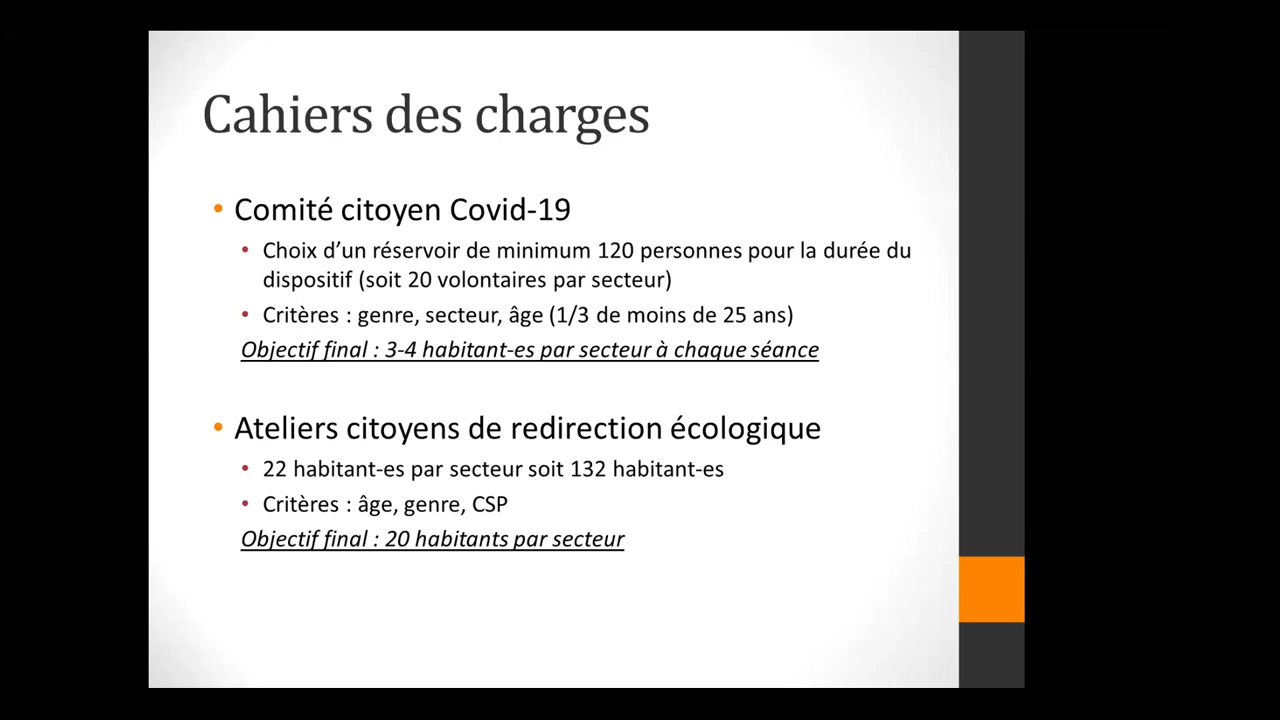 Cahiers des charges
• Comité citoyen Covid-19
• Choix d’un réservoir de minimum 120 personnes pour la durée du
dispositif (soit 20 volontaires par secteur)
• Critères : genre, secteur, âge (1/3 de moins de 25 ans)
Objectif final : 3-4 habitant-es par secteur à chaque séance
• Ateliers citoyens de redirection écologique
• 22 habitant-es par secteur soit 132 habitant-es
• Critères : âge, genre, CSP
Objectif final : 20 habitants par secteur